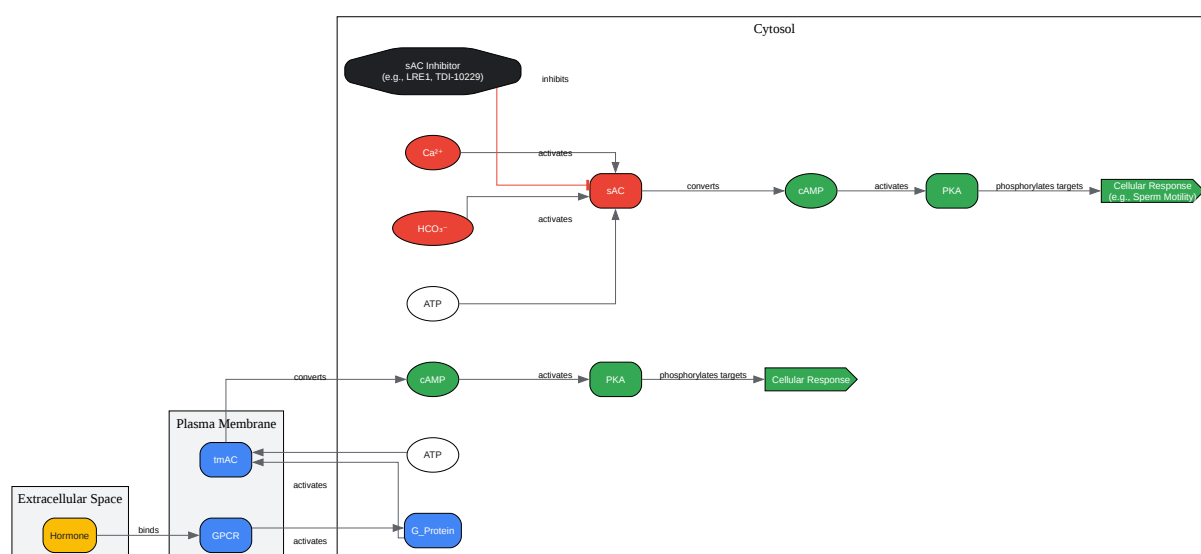 Cytosol
sAC Inhibitor
(e.g., LRE1, TDI-10229)
inhibits
Ca²⁺
activates
sAC
converts
cAMP
activates
PKA
phosphorylates targets
Cellular Response
(e.g., Sperm Motility)
HCO₃⁻
activates
ATP
converts
cAMP
activates
PKA
phosphorylates targets
Cellular Response
Plasma Membrane
tmAC
ATP
activates
Extracellular Space
Hormone
binds
GPCR
activates
G_Protein